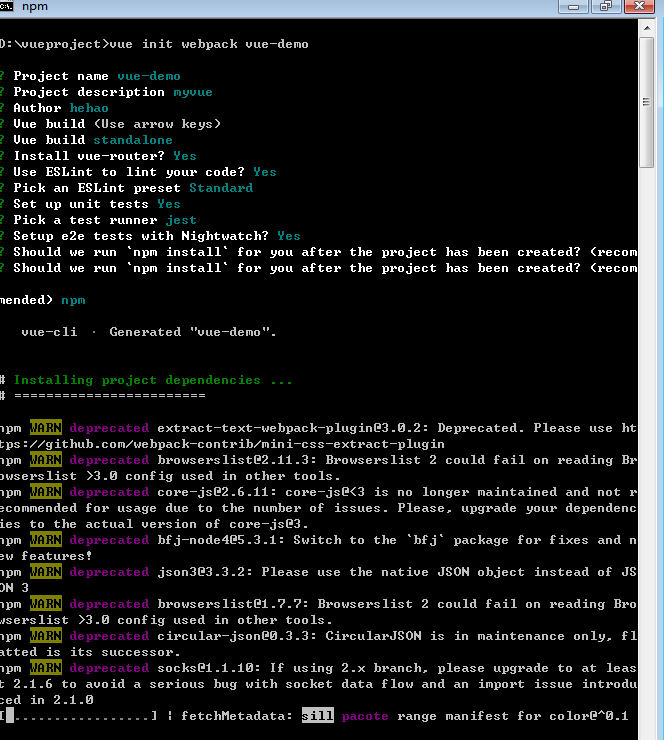 npm
D:\vueproject>vue init webpack vue-demo
? Project name vue-demo
? Project description myvue
? Author hehao
? Vue build (Use arrow keys)
? Vue build standalone
? Install vue-router? Yes
? Use ESLint to lint your code? Yes
? Pick an ESLint preset Standard
? Set up unit tests Yes
? Pick a test runner jest
? Setup e2e tests with Nightwatch? Yes
? Should we run `npm install` for you after the project has been created? (recom
? Should we run `npm install` for you after the project has been created? (recom
mended) npm
vue-cli · Generated "vue-demo".
# Installing project dependencies ...
# ========================
npm WARN deprecated extract-text-webpack-plugin@3.0.2: Deprecated. Please use ht
tps://github.com/webpack-contrib/mini-css-extract-plugin
npm WARN deprecated browserslist@2.11.3: Browserslist 2 could fail on reading Br
owserslist >3.0 config used in other tools.
npm WARN deprecated core-js@2.6.11: core-js@<3 is no longer maintained and not r
ecommended for usage due to the number of issues. Please, upgrade your dependenc
ies to the actual version of core-js@3.
npm WARN deprecated bfj-node4@5.3.1: Switch to the `bfj` package for fixes and n
ew features!
npm WARN deprecated json3@3.3.2: Please use the native JSON object instead of JS
ON 3
npm WARN deprecated browserslist@1.7.7: Browserslist 2 could fail on reading Bro
wserslist >3.0 config used in other tools.
npm WARN deprecated circular-json@0.3.3: CircularJSON is in maintenance only, fl
atted is its successor.
npm WARN deprecated socks@1.1.10: If using 2.x branch, please upgrade to at leas
t 2.1.6 to avoid a serious bug with socket data flow and an import issue introdu
ced in 2.1.0
[ .................] | fetchMetadata: sill pacote range manifest for color@^0.1